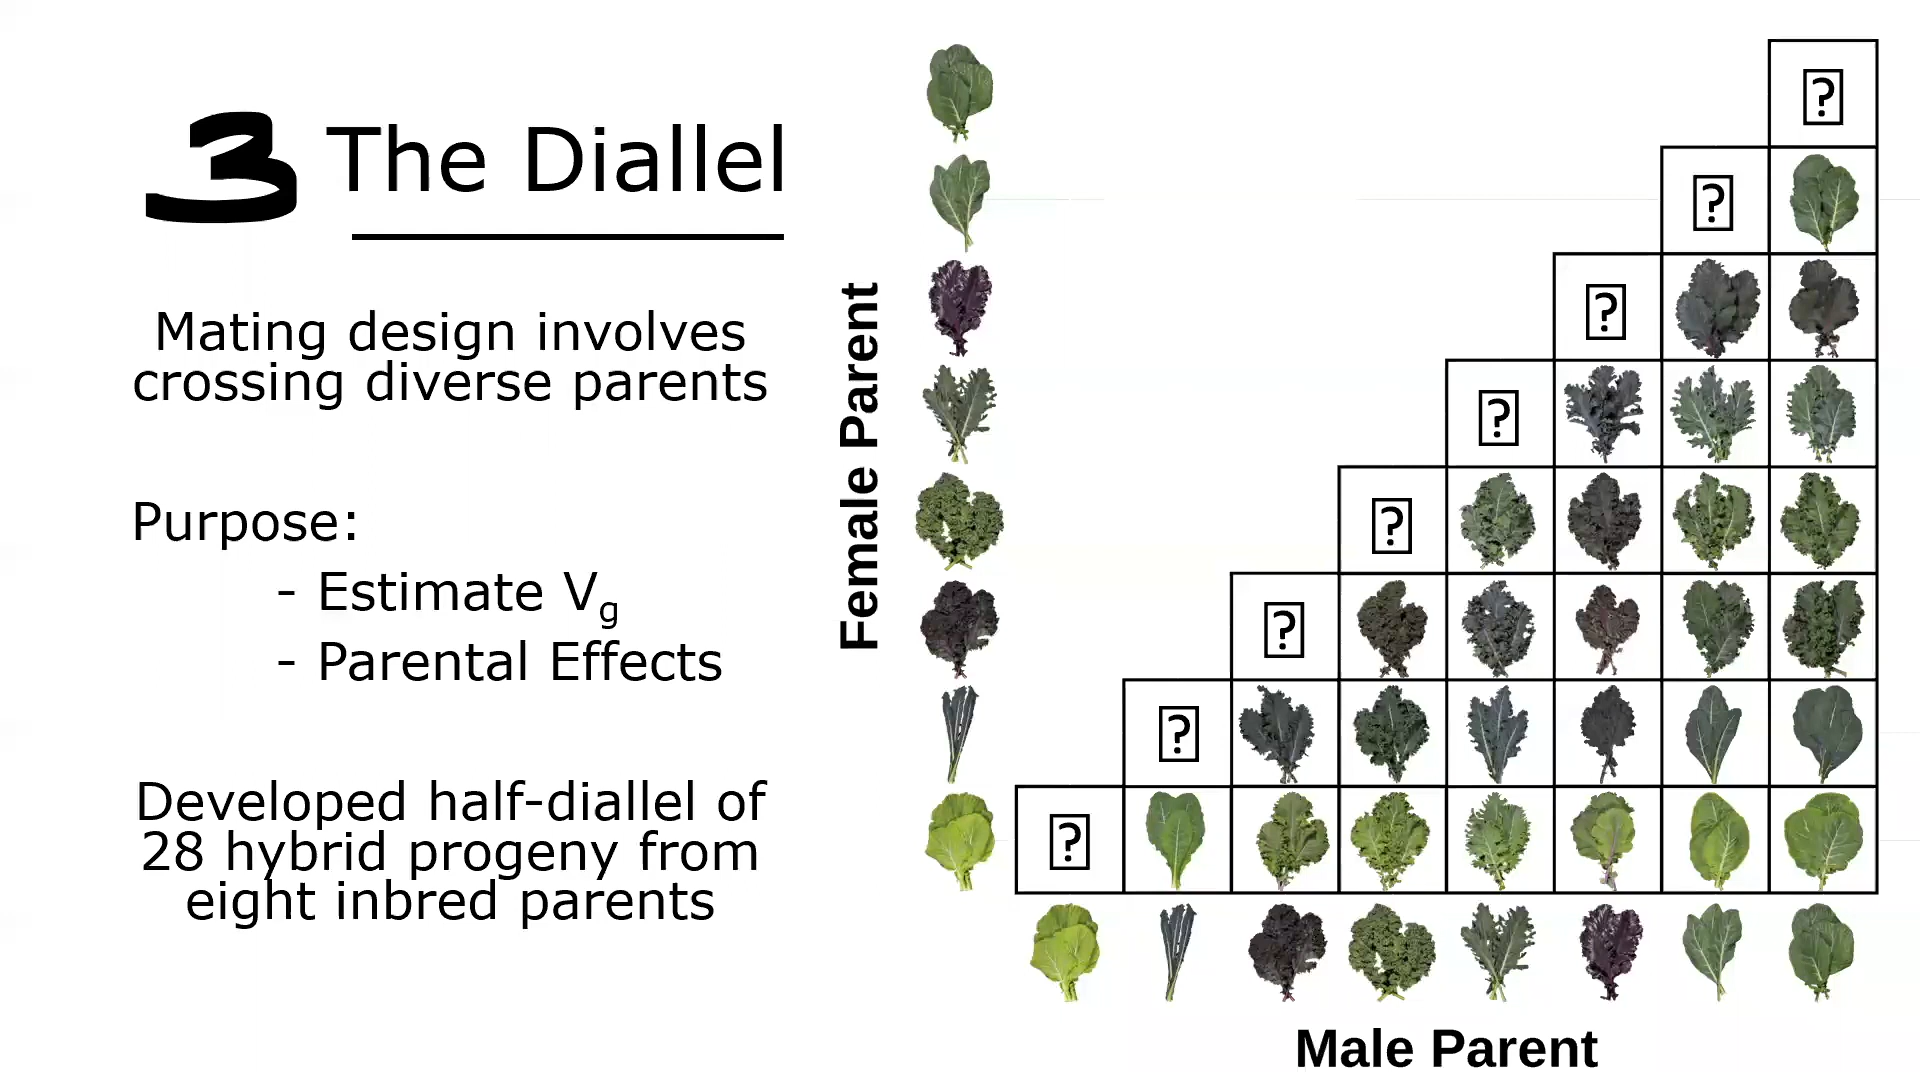 3 The Diallel
Mating design involves
crossing diverse parents
Purpose:
- Estimate Vg
- Parental Effects
Developed half-diallel of
28 hybrid progeny from
eight inbred parents
Female Parent
?
?
?
?
?
?
?
?
Male Parent